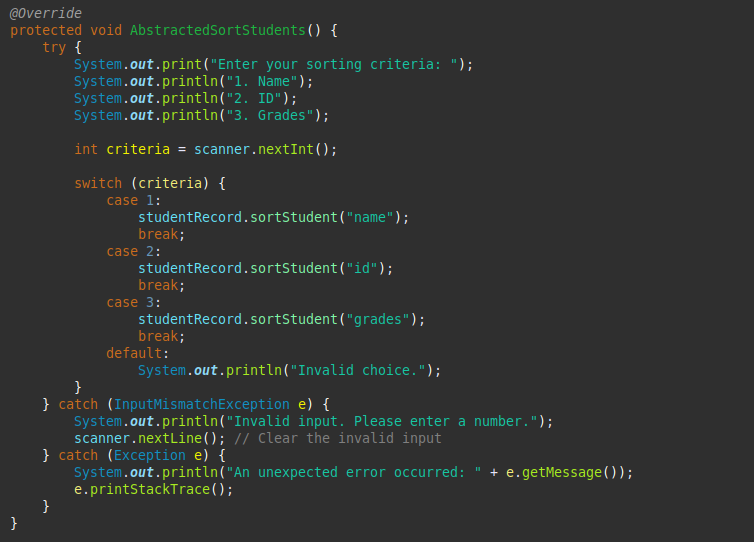 @Override
protected void AbstractedSortStudents() {
    try {
        System.out.print("Enter your sorting criteria: ");
        System.out.println("1. Name");
        System.out.println("2. ID");
        System.out.println("3. Grades");

        int criteria = scanner.nextInt();

        switch (criteria) {
            case 1:
                studentRecord.sortStudent("name");
                break;
            case 2:
                studentRecord.sortStudent("id");
                break;
            case 3:
                studentRecord.sortStudent("grades");
                break;
            default:
                System.out.println("Invalid choice.");
        }
    } catch (InputMismatchException e) {
        System.out.println("Invalid input. Please enter a number.");
        scanner.nextLine(); // Clear the invalid input
    } catch (Exception e) {
        System.out.println("An unexpected error occurred: " + e.getMessage());
        e.printStackTrace();
    }
}